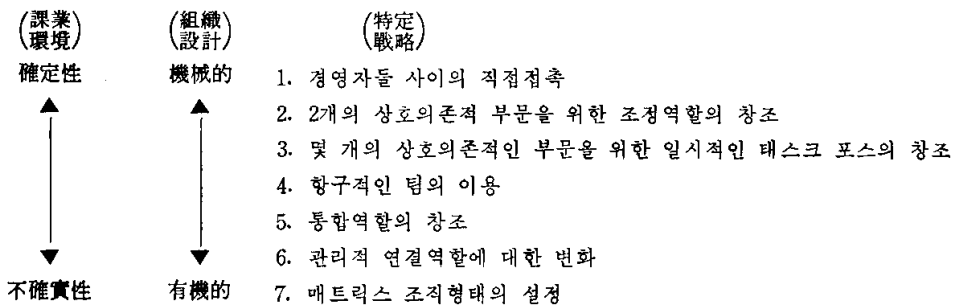 (課業環境) (組織設計) (特定戰略)
確定性 機械的 1. 경영자들 사이의 직접접촉
2. 2개의 상호의존적 부문을 위한 조정역할의 창조
3. 몇 개의 상호의존적인 부문을 위한 일시적인 태스크 포스의 창조
4. 항구적인 팀의 이용
5. 통합역할의 창조
6. 관리적 연결역할에 대한 변화
不確實性 有機的 7. 매트릭스 조직형태의 설정